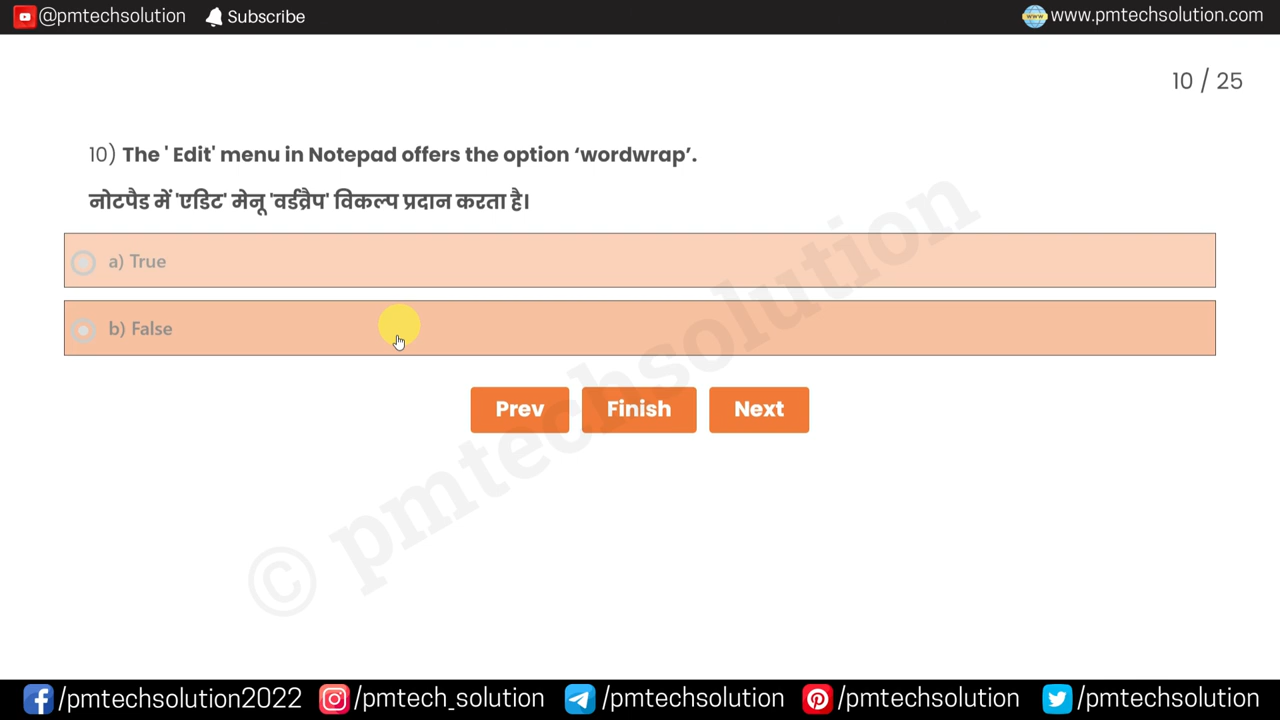 @pmtechsolution Subscribe www.pmtechsolution.com
10 / 25
10) The ' Edit' menu in Notepad offers the option ‘wordwrap’.
नोटपैड में 'एडिट' मेनू 'वर्डव्रैप' विकल्प प्रदान करता है।
a) True
b) False
Prev Finish Next
© pmtechsolution
/pmtechsolution2022 /pmtech_solution /pmtechsolution /pmtechsolution /pmtechsolution